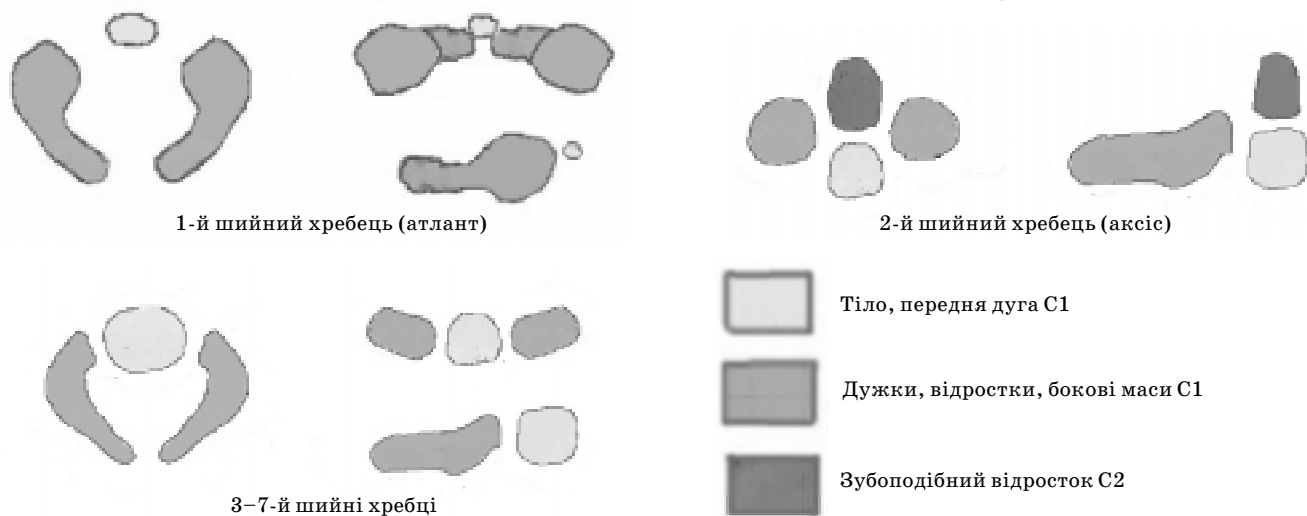 1-й шийний хребець (атлант)
2-й шийний хребець (аксіс)
3–7-й шийні хребці
Тіло, передня дуга С1
Дужки, відростки, бокові маси С1
Зубоподібний відросток С2